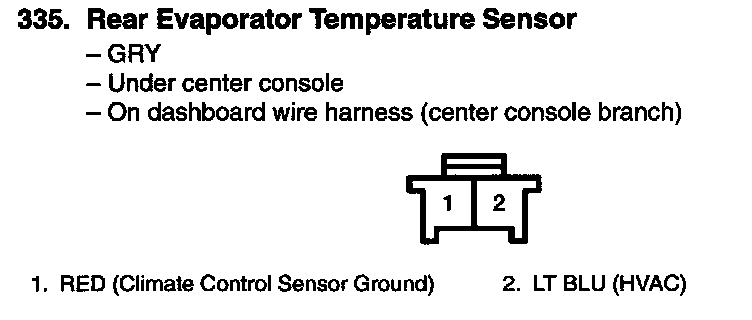 335. Rear Evaporator Temperature Sensor
– GRY
– Under center console
– On dashboard wire harness (center console branch)
1 2
1. RED (Climate Control Sensor Ground) 2. LT BLU (HVAC)